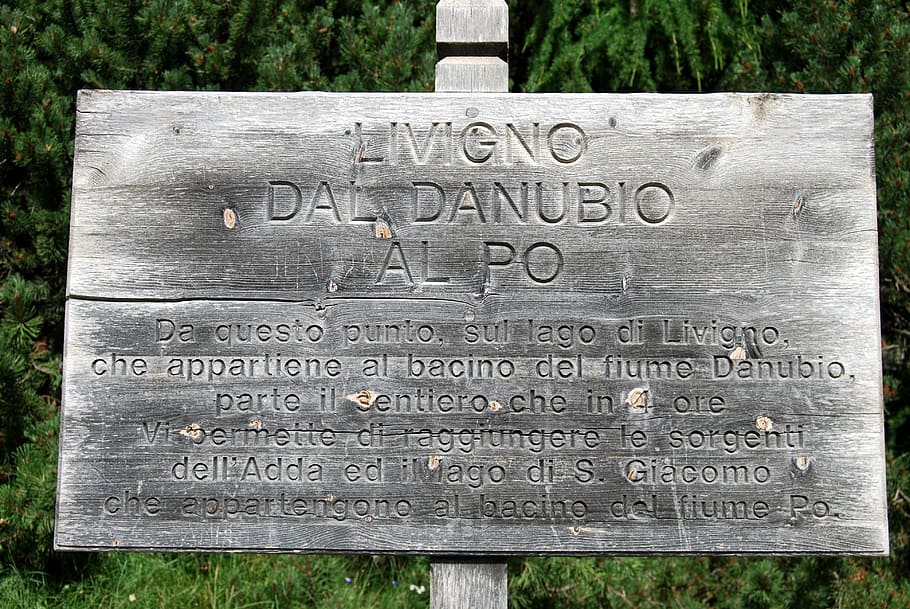 LIVIGNO
DAL DANUBIO
AL PO
Da questo punto, sul lago di Livigno,
che appartiene al bacino del fiume Danubio,
parte il sentiero che in 4 ore
Vi permette di raggiungere le sorgenti
dell'Adda ed il lago di S. Giacomo
che appartengono al bacino del fiume Po.